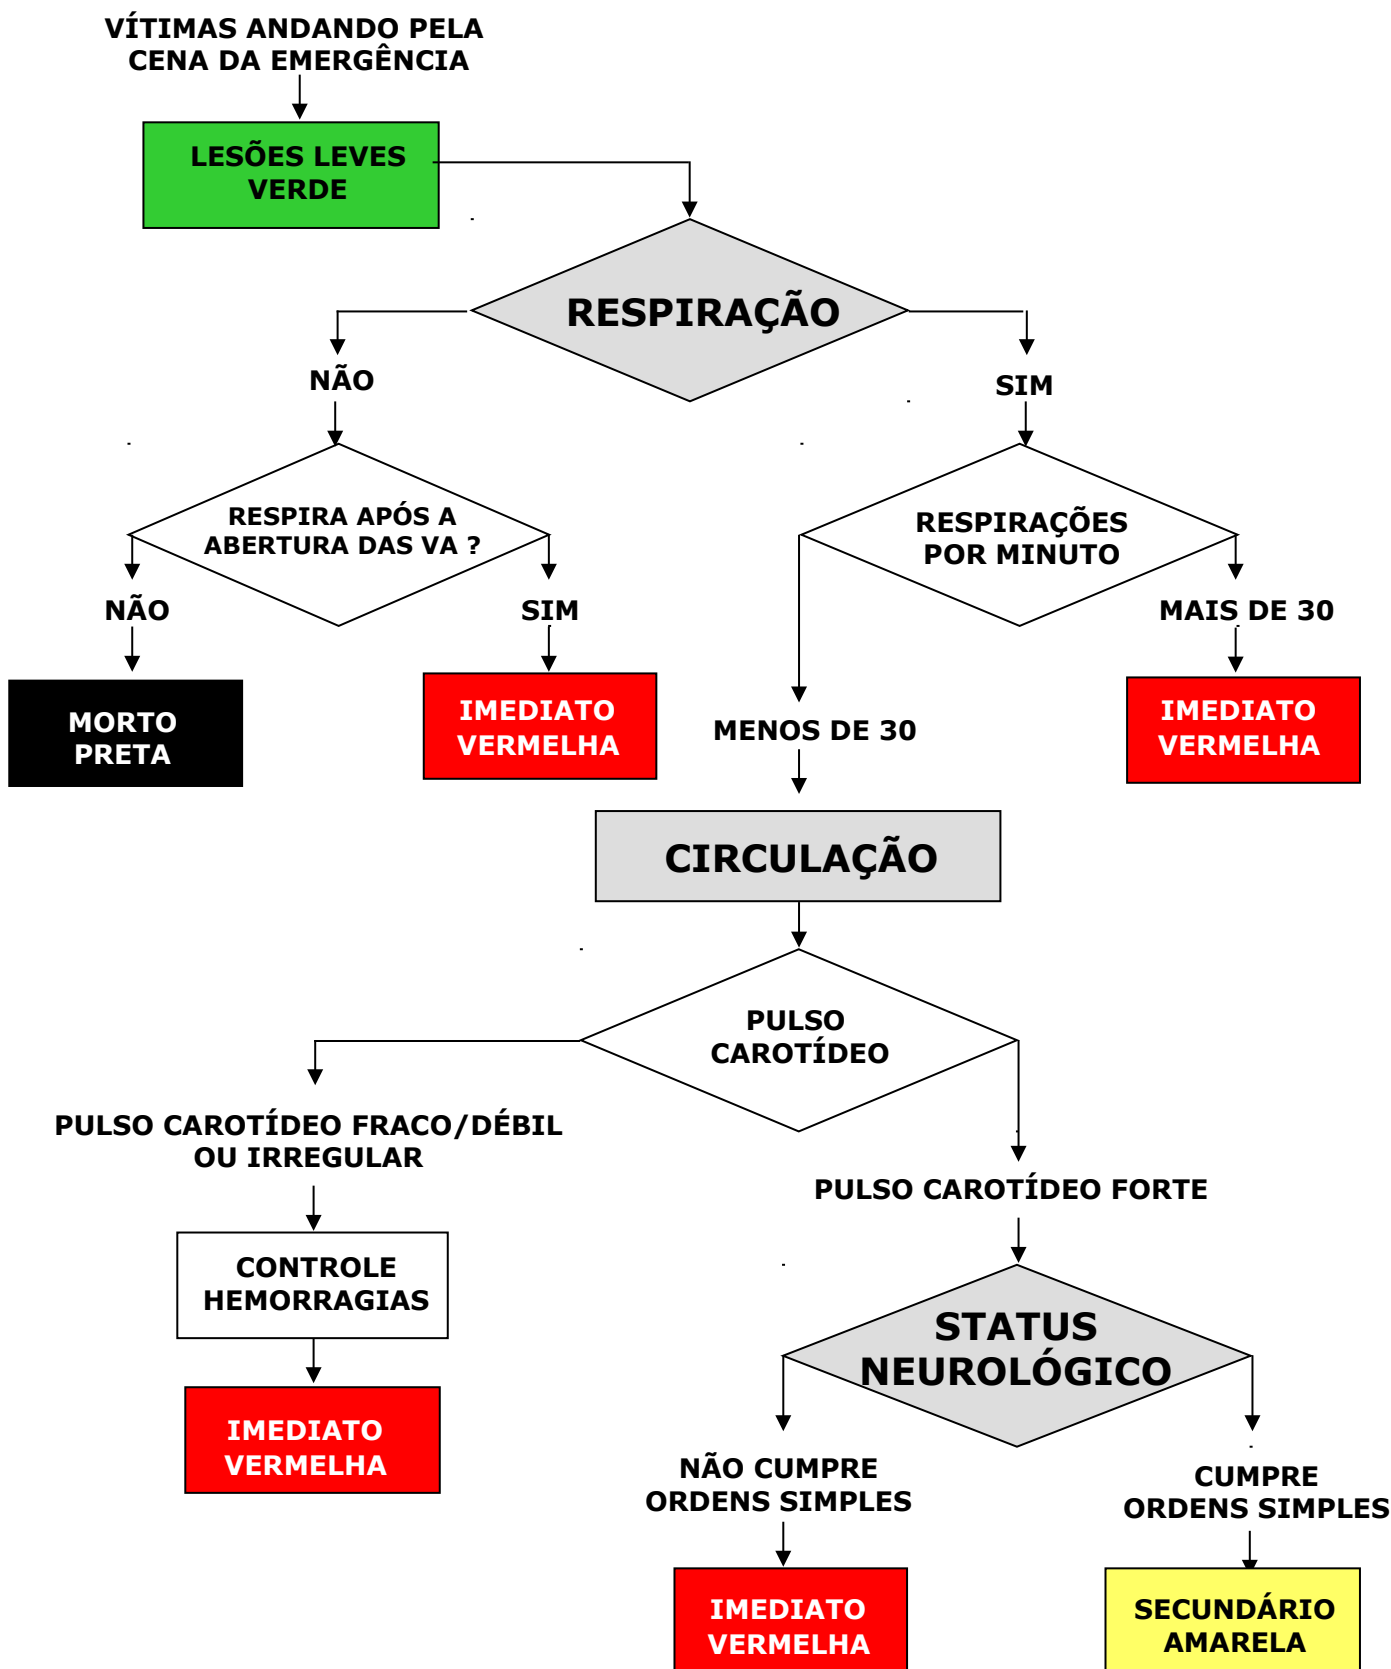 VÍTIMAS ANDANDO PELA
CENA DA EMERGÊNCIA
LESÕES LEVES
VERDE
RESPIRAÇÃO
NÃO
SIM
RESPIRA APÓS A
ABERTURA DAS VA ?
RESPIRAÇÕES
POR MINUTO
NÃO
SIM
MAIS DE 30
MORTO
PRETA
IMEDIATO
VERMELHA
MENOS DE 30
IMEDIATO
VERMELHA
CIRCULAÇÃO
PULSO
CAROTÍDEO
PULSO CAROTÍDEO FRACO/DÉBIL
OU IRREGULAR
PULSO CAROTÍDEO FORTE
CONTROLE
HEMORRAGIAS
STATUS
NEUROLÓGICO
IMEDIATO
VERMELHA
NÃO CUMPRE
ORDENS SIMPLES
CUMPRE
ORDENS SIMPLES
IMEDIATO
VERMELHA
SECUNDÁRIO
AMARELA